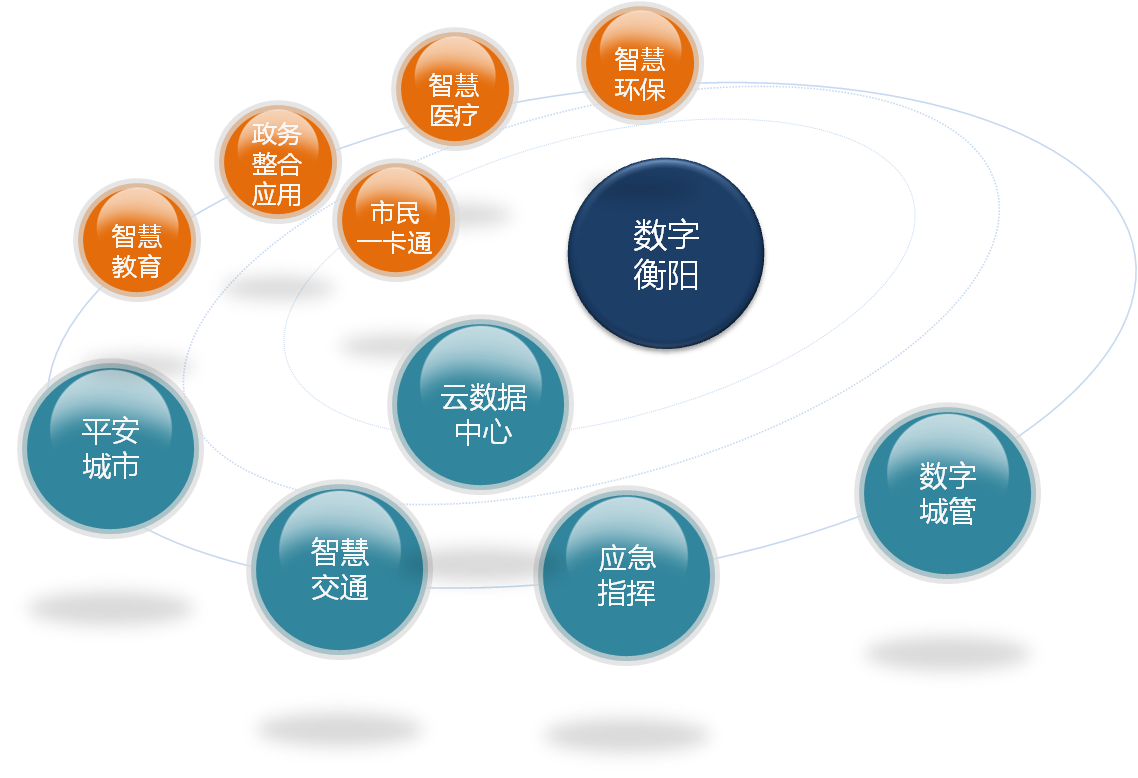 智慧
环保
智慧
医疗
政务
整合
应用
市民
一卡通
智慧
教育
数字
衡阳
云数据
中心
平安
城市
数字
城管
智慧
交通
应急
指挥